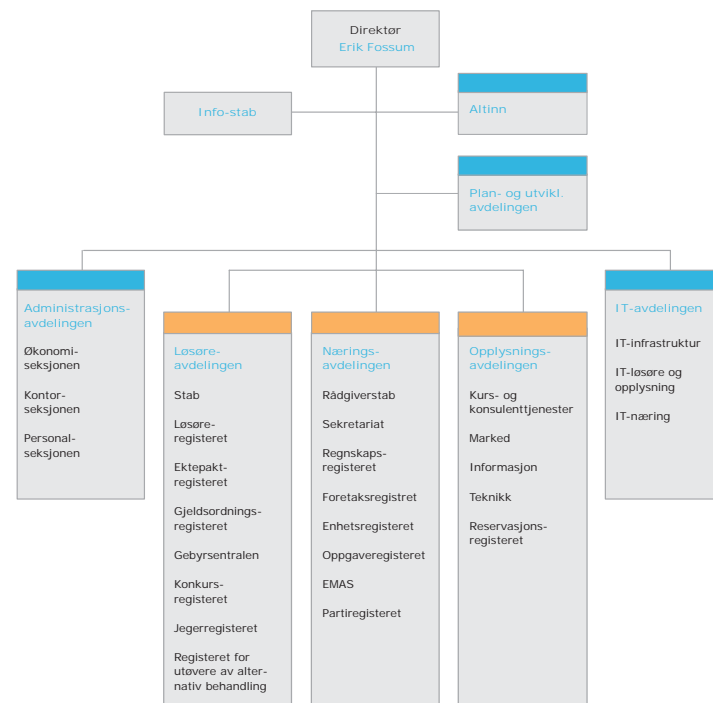 Direktør
Erik Fossum
Info-stab
Altinn
Plan- og utvikl.
avdelingen
Administrasjons-
avdelingen
Økonomi-
seksjonen
Kontor-
seksjonen
Personal-
seksjonen
Løsøre-
avdelingen
Stab
Løsøre-
registeret
Ektepakt-
registeret
Gjeldsordnings-
registeret
Gebyrsentralen
Konkurs-
registeret
Jegerregisteret
Registeret for
utøvere av alter-
nativ behandling
Nærings-
avdelingen
Rådgiverstab
Sekretariat
Regnskaps-
registeret
Foretaksregistret
Enhetsregisteret
Oppgaveregisteret
EMAS
Partiregisteret
Opplysnings-
avdelingen
Kurs- og
konsulenttjenester
Marked
Informasjon
Teknikk
Reservasjons-
registeret
IT-avdelingen
IT-infrastruktur
IT-løsøre og
opplysning
IT-næring